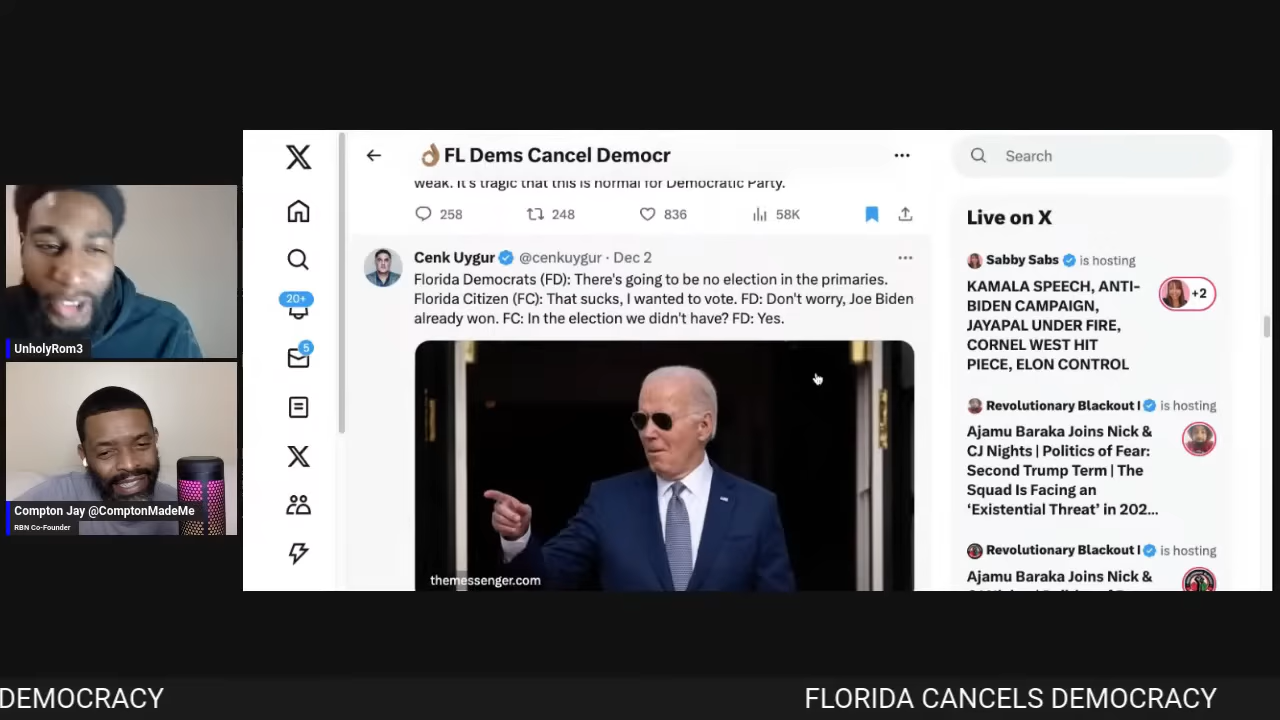 FL Dems Cancel Democr
Search
weak. It's tragic that this is normal for Democratic Party.
258
248
836
58K
Cenk Uygur @cenkuygur · Dec 2
Florida Democrats (FD): There's going to be no election in the primaries.
Florida Citizen (FC): That sucks, I wanted to vote. FD: Don't worry, Joe Biden
already won. FC: In the election we didn't have? FD: Yes.
themessenger.com
20+
5
Live on X
Sabby Sabs is hosting
KAMALA SPEECH, ANTI-
BIDEN CAMPAIGN,
JAYAPAL UNDER FIRE,
CORNEL WEST HIT
PIECE, ELON CONTROL
+2
Revolutionary Blackout is hosting
Ajamu Baraka Joins Nick &
CJ Nights | Politics of Fear:
Second Trump Term | The
Squad Is Facing an
‘Existential Threat’ in 202...
Revolutionary Blackout is hosting
Ajamu Baraka Joins Nick &
UnholyRom3
Compton Jay @ComptonMadeMe
RBN Co-Founder
DEMOCRACY
FLORIDA CANCELS DEMOCRACY